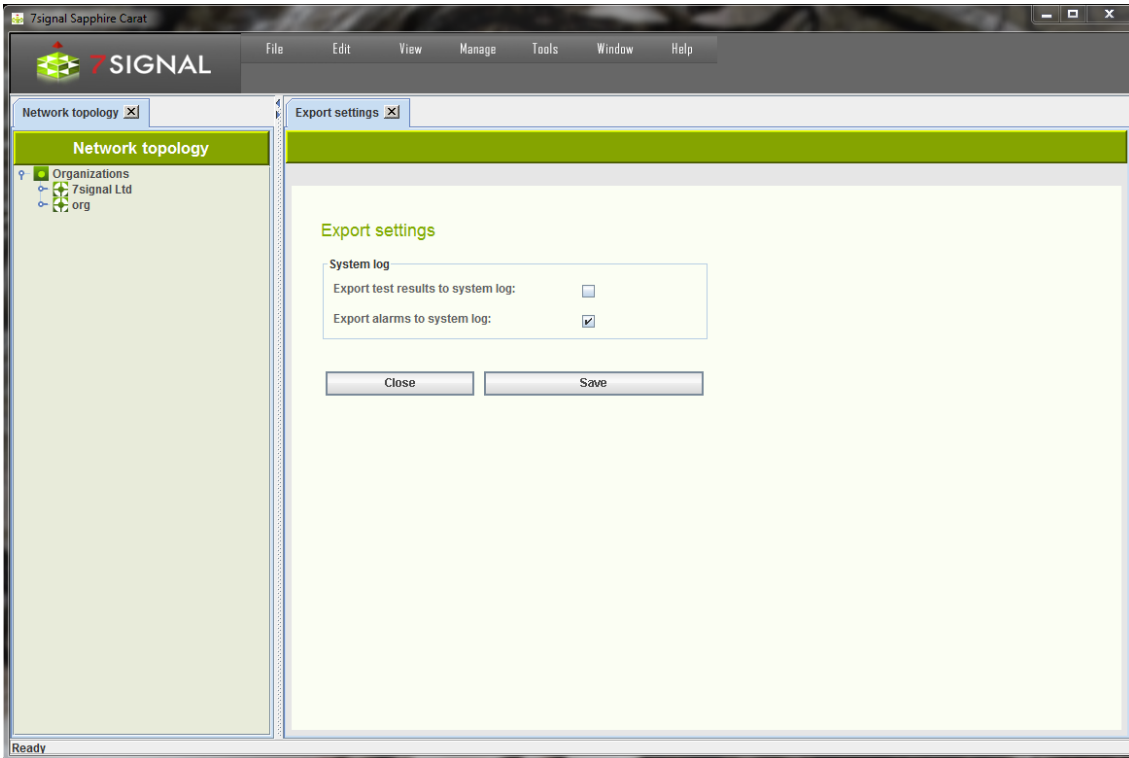 7signal Sapphire Carat
7SIGNAL
File Edit View Manage Tools Window Help
Network topology
Export settings
Network topology
Organizations
7signal Ltd
org
Export settings
System log
Export test results to system log:
Export alarms to system log:
Close Save
Ready